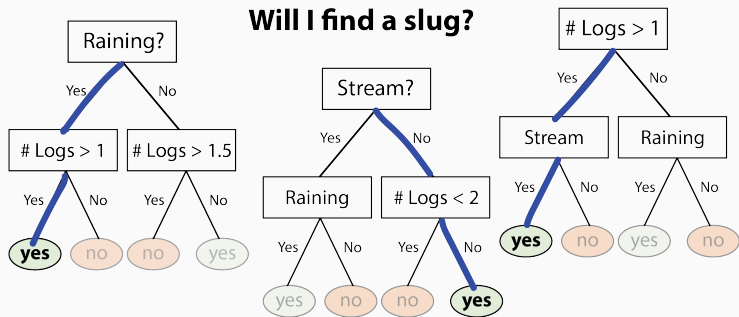 Will I find a slug?
Raining?
Yes No
# Logs > 1 # Logs > 1.5
Yes No Yes No
yes no no yes
Stream?
Yes No
Raining # Logs < 2
Yes No Yes No
yes no no yes
# Logs > 1
Yes No
Stream Raining
Yes No Yes No
yes no yes no